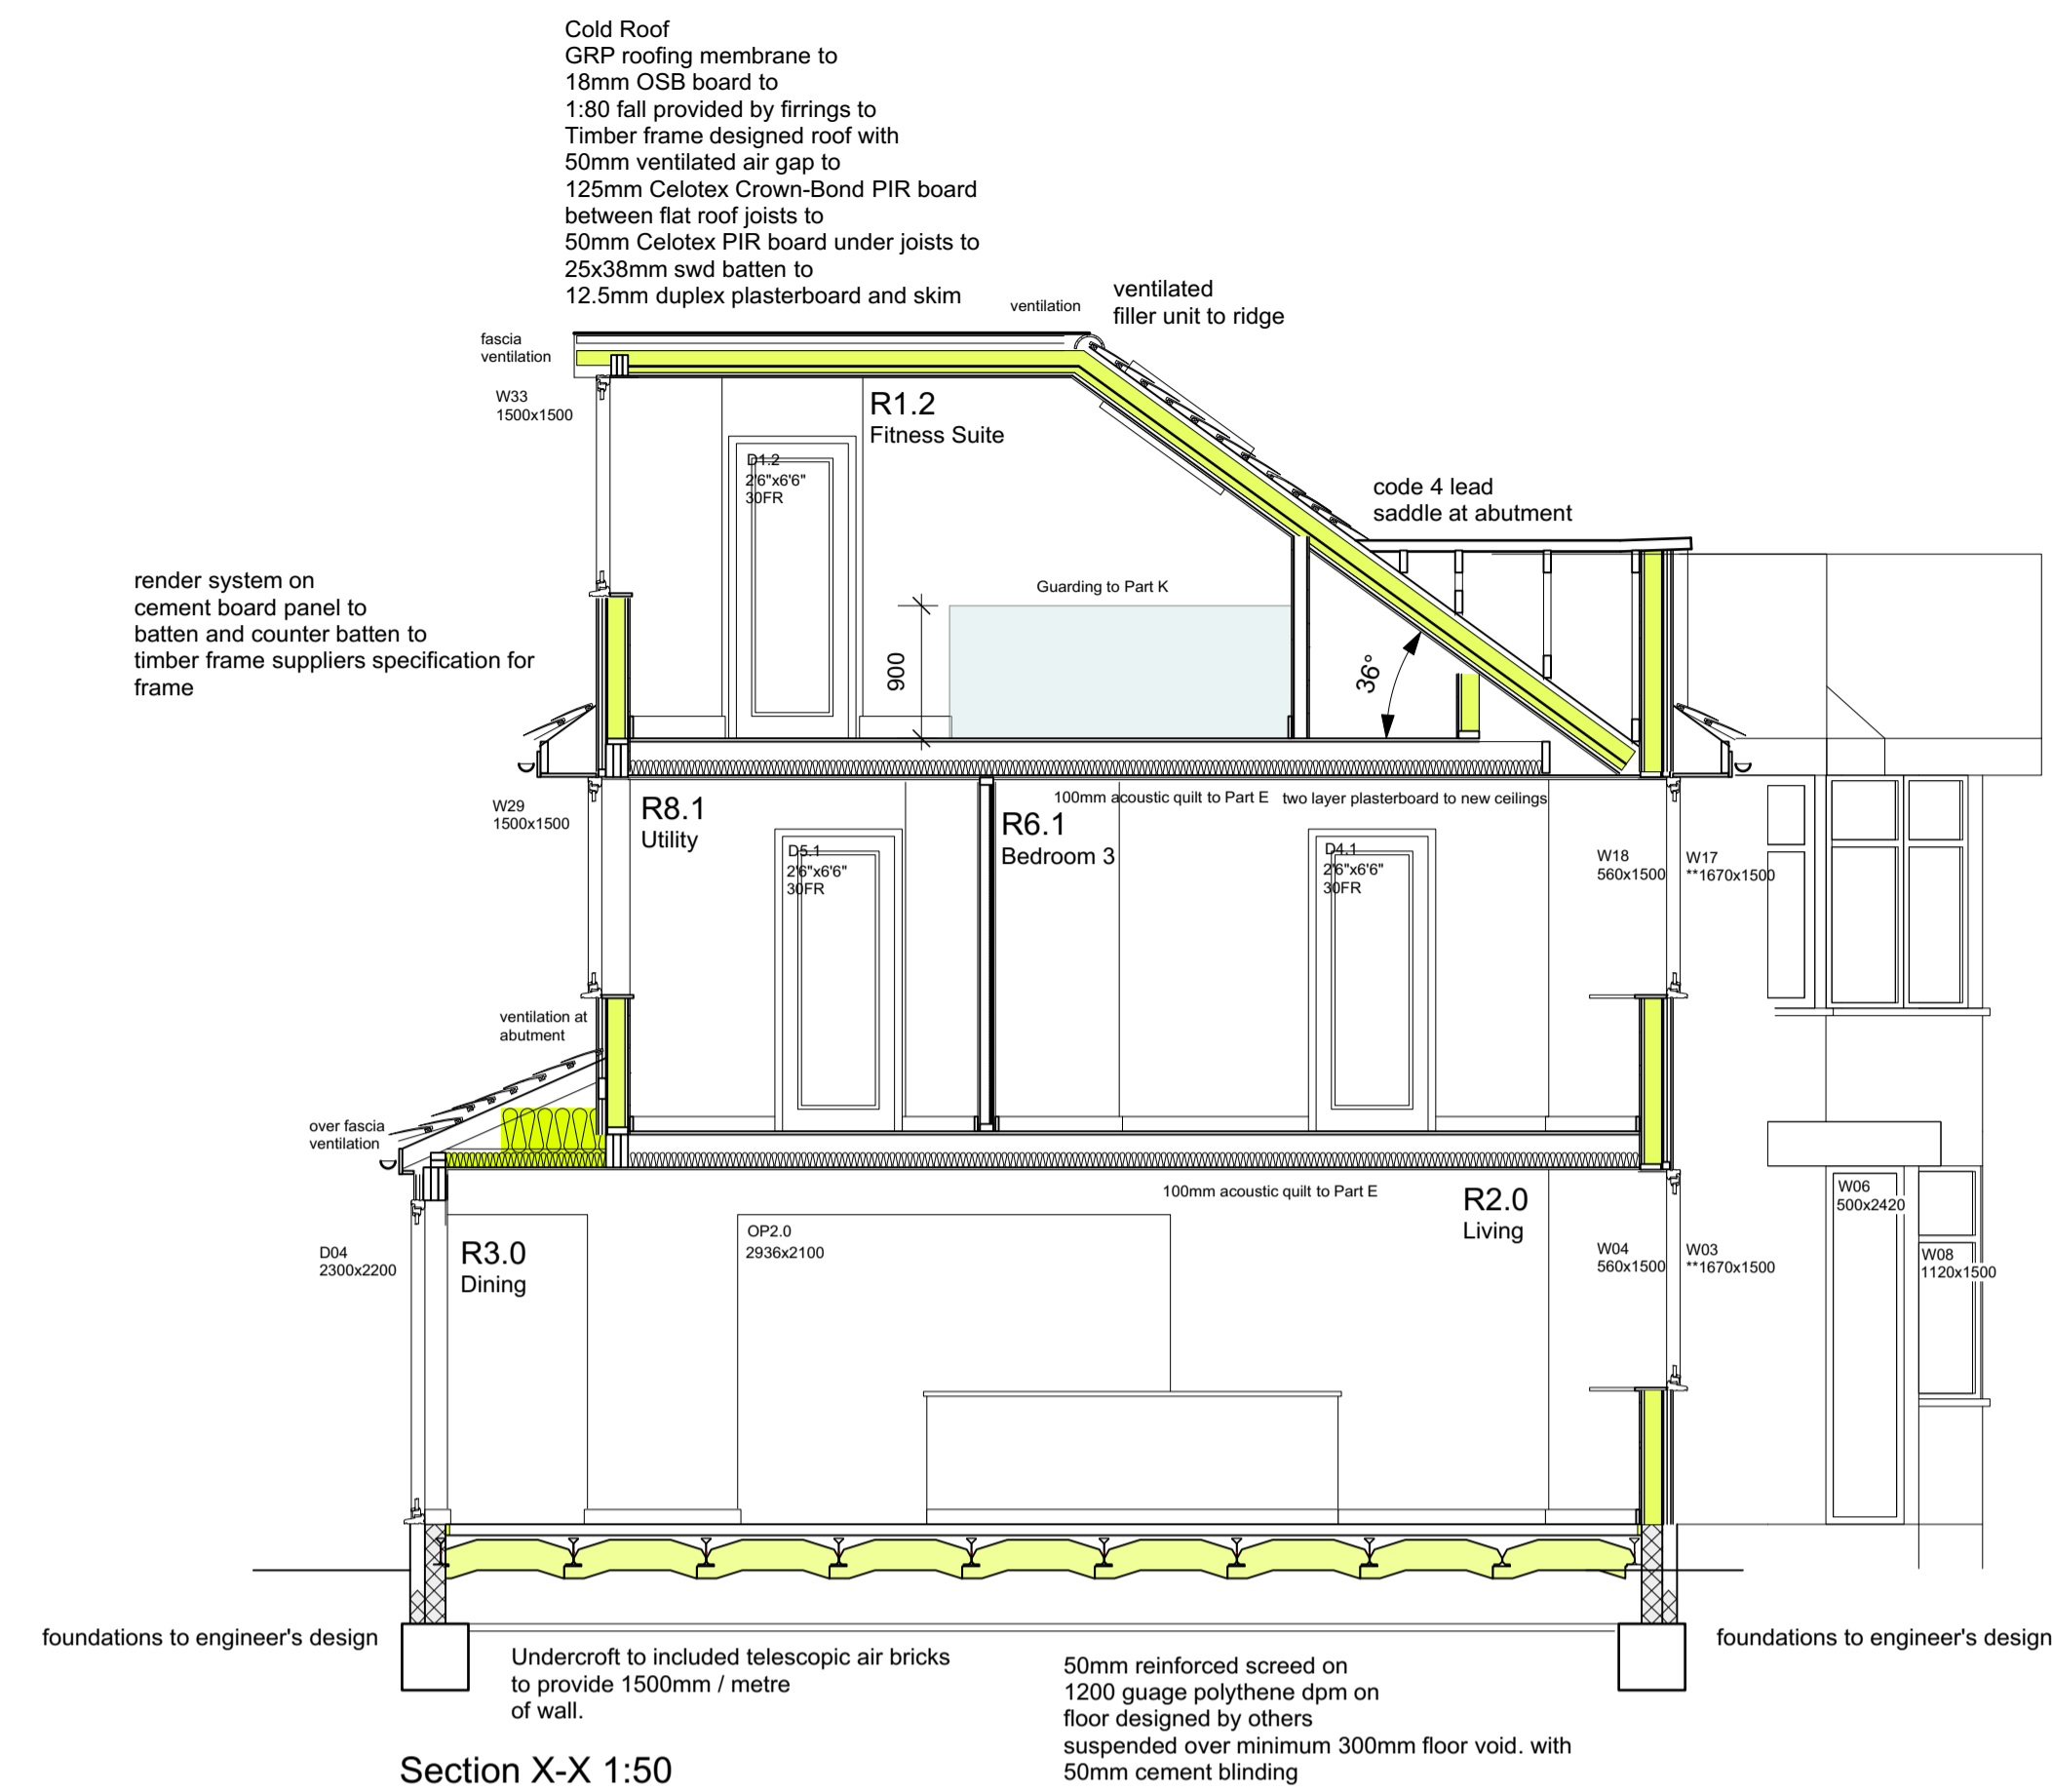 Cold Roof
GRP roofing membrane to
18mm OSB board to
1:80 fall provided by firrings to
Timber frame designed roof with
50mm ventilated air gap to
125mm Celotex Crown-Bond PIR board
between flat roof joists to
50mm Celotex PIR board under joists to
25x38mm swd batten to
12.5mm duplex plasterboard and skim
ventilation
ventilated
filler unit to ridge
fascia
ventilation
W33
1500x1500
R1.2
Fitness Suite
D1.2
2'6"x6'6"
30FR
code 4 lead
saddle at abutment
render system on
cement board panel to
batten and counter batten to
timber frame suppliers specification for
frame
Guarding to Part K
900
36°
W29
1500x1500
R8.1
Utility
100mm acoustic quilt to Part E
two layer plasterboard to new ceilings
R6.1
Bedroom 3
D5.1
2'6"x6'6"
30FR
D4.1
2'6"x6'6"
30FR
W18
560x1500
W17
**1670x1500
ventilation at
abutment
over fascia
ventilation
100mm acoustic quilt to Part E
R2.0
Living
W06
500x2420
D04
2300x2200
R3.0
Dining
OP2.0
2936x2100
W04
560x1500
W03
**1670x1500
W08
1120x1500
foundations to engineer's design
foundations to engineer's design
Undercroft to included telescopic air bricks
to provide 1500mm / metre
of wall.
50mm reinforced screed on
1200 guage polythene dpm on
floor designed by others
suspended over minimum 300mm floor void. with
50mm cement blinding
Section X-X 1:50